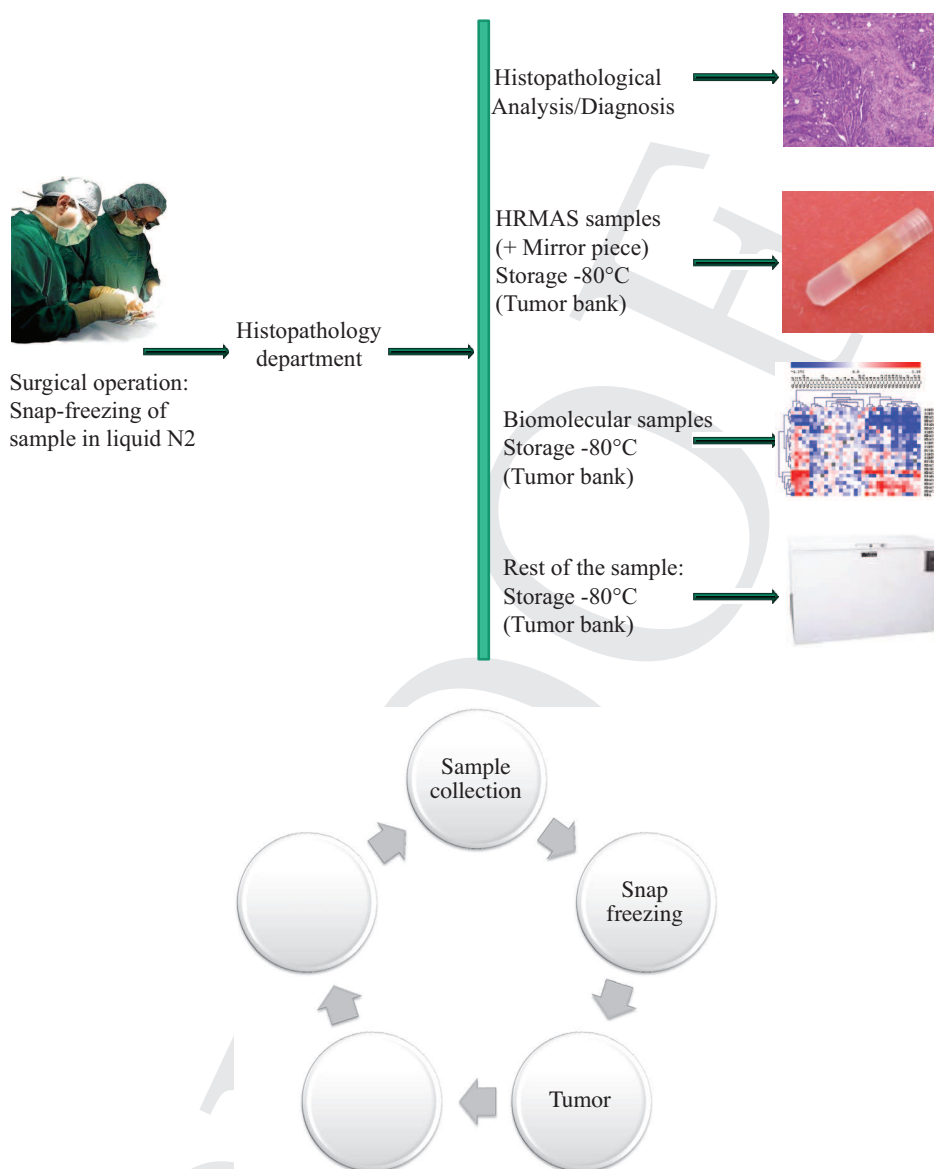 Histopathological
Analysis/Diagnosis
HRMAS samples
(+ Mirror piece)
Storage -80°C
(Tumor bank)
Histopathology
department
Surgical operation:
Snap-freezing of
sample in liquid N2
Biomolecular samples
Storage -80°C
(Tumor bank)
Rest of the sample:
Storage -80°C
(Tumor bank)
Sample
collection
Snap
freezing
Tumor